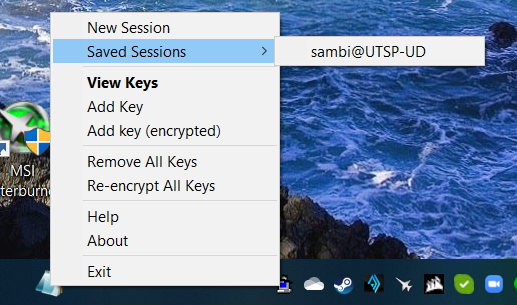 New Session
Saved Sessions
sambi@UTSP-UD
View Keys
Add Key
Add key (encrypted)
Remove All Keys
Re-encrypt All Keys
Help
About
Exit
MSI
terburn